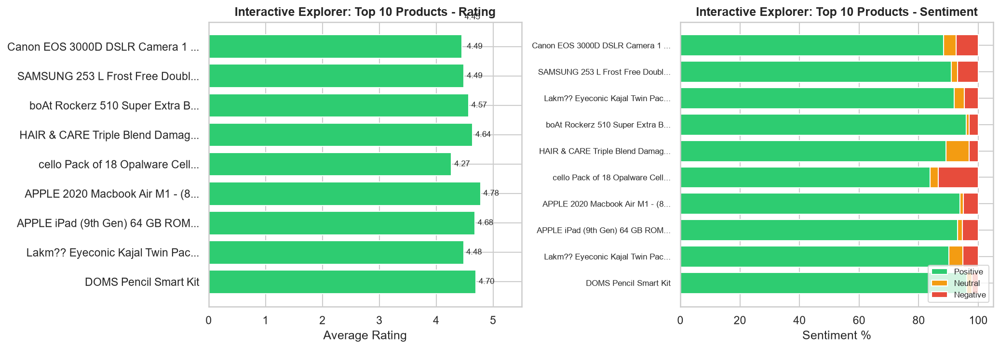 Interactive Explorer: Top 10 Products - Rating
4.45
Canon EOS 3000D DSLR Camera 1 ...
4.49
SAMSUNG 253 L Frost Free Doubl...
4.49
boAt Rockerz 510 Super Extra B...
4.57
HAIR & CARE Triple Blend Damag...
4.64
cello Pack of 18 Opalware Cell...
4.27
APPLE 2020 Macbook Air M1 - (8...
4.78
APPLE iPad (9th Gen) 64 GB ROM...
4.68
Lakm?? Eyeconic Kajal Twin Pac...
4.48
DOMS Pencil Smart Kit
4.70
0 1 2 3 4 5
Average Rating
Interactive Explorer: Top 10 Products - Sentiment
Canon EOS 3000D DSLR Camera 1 ...
SAMSUNG 253 L Frost Free Doubl...
Lakm?? Eyeconic Kajal Twin Pac...
boAt Rockerz 510 Super Extra B...
HAIR & CARE Triple Blend Damag...
cello Pack of 18 Opalware Cell...
APPLE 2020 Macbook Air M1 - (8...
APPLE iPad (9th Gen) 64 GB ROM...
Lakm?? Eyeconic Kajal Twin Pac...
DOMS Pencil Smart Kit
Positive
Neutral
Negative
0 20 40 60 80 100
Sentiment %